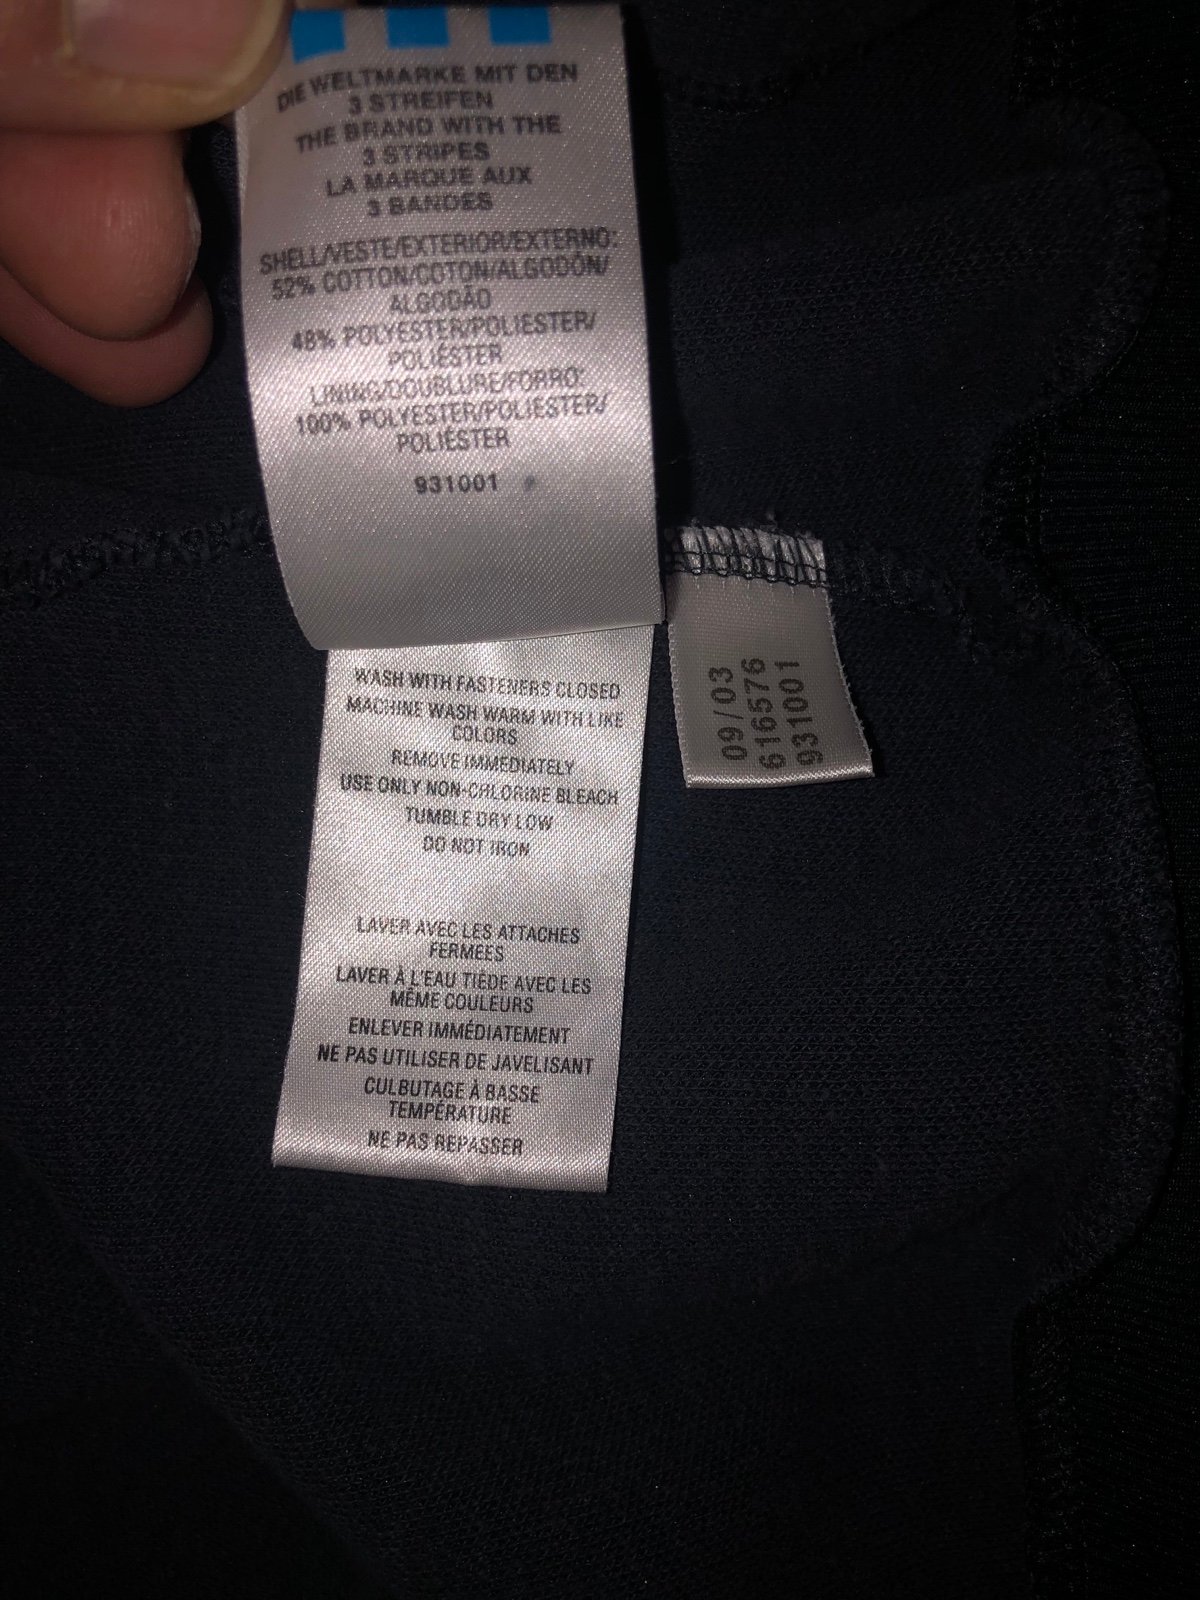 DIE WELTMARKE MIT DEN
3 STREIFEN
THE BRAND WITH THE
3 STRIPES
LA MARQUE AUX
3 BANDES
SHELL/VESTE/EXTERIOR/EXTERNO:
52% COTTON/COTON/ALGODÓN/
ALGODÃO
48% POLYESTER/POLIESTER/
POLIÉSTER
LINING/DOUBLURE/FORRO:
100% POLYESTER/POLIESTER/
POLIÉSTER
931001
WASH WITH FASTENERS CLOSED
MACHINE WASH WARM WITH LIKE
COLORS
REMOVE IMMEDIATELY
USE ONLY NON-CHLORINE BLEACH
TUMBLE DRY LOW
DO NOT IRON
LAVER AVEC LES ATTACHES
FERMEES
LAVER À L'EAU TIÈDE AVEC LES
MÊME COULEURS
ENLEVER IMMÉDIATEMENT
NE PAS UTILISER DE JAVELISANT
CULBUTAGE À BASSE
TEMPÉRATURE
NE PAS REPASSER
09/03
616576
931001